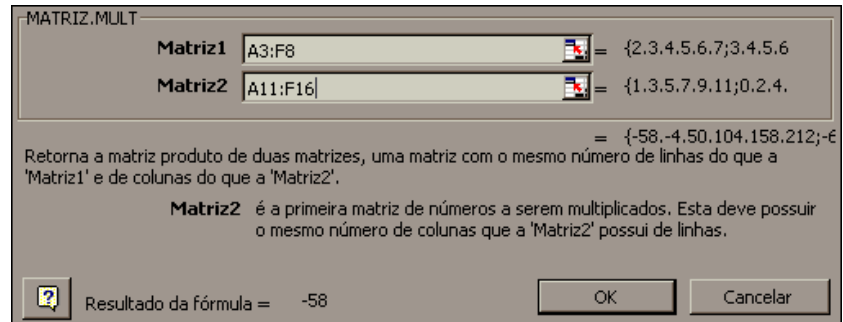 MATRIZ.MULT
Matriz1 A3:F8 = {2.3.4.5.6.7;3.4.5.6
Matriz2 A11:F16 = {1.3.5.7.9.11;0.2.4.
= {-58.-4.50.104.158.212;-6
Retorna a matriz produto de duas matrizes, uma matriz com o mesmo número de linhas do que a
'Matriz1' e de colunas do que a 'Matriz2'.
Matriz2 é a primeira matriz de números a serem multiplicados. Esta deve possuir
o mesmo número de colunas que a 'Matriz2' possui de linhas.
? Resultado da fórmula = -58 OK Cancelar